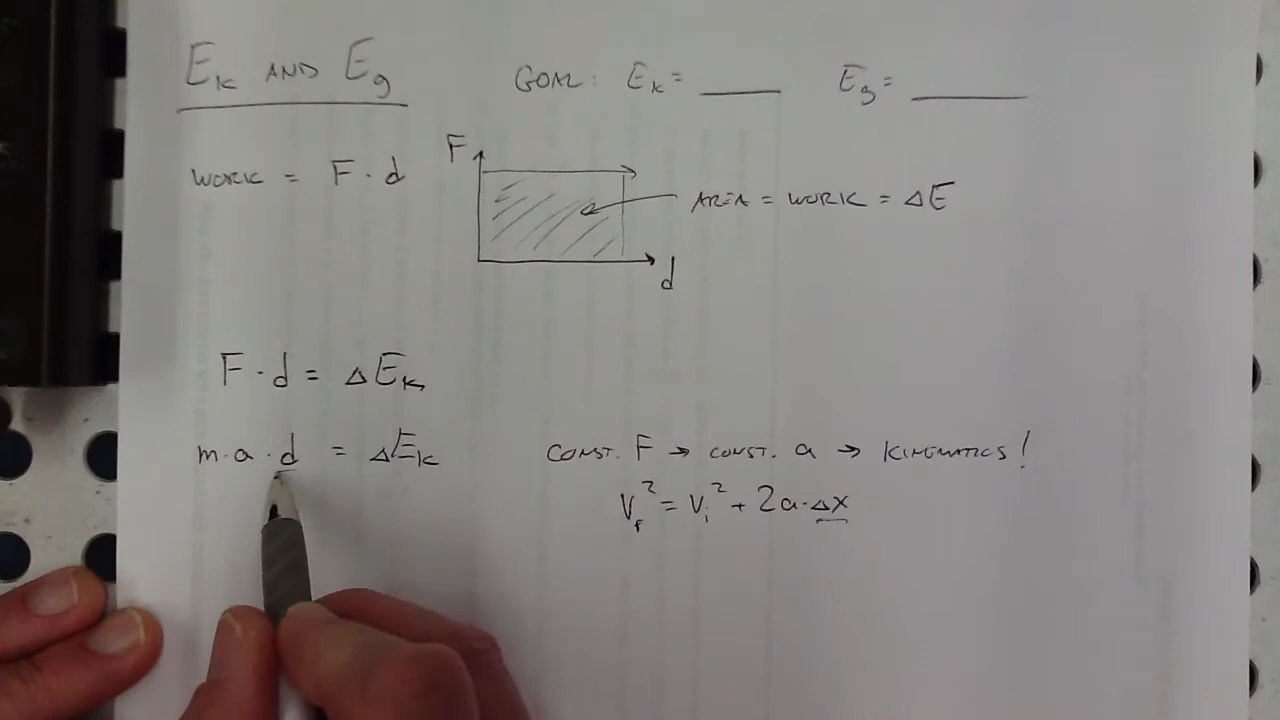 Ek AND Eg
GOAL: Ek = ____ Eg = ____
WORK = F · d
F
AREA = WORK = ΔE
d
F · d = ΔEk
m · a · d = ΔEk
CONST. F → CONST. a → KINEMATICS!
Vf² = Vi² + 2a · Δx